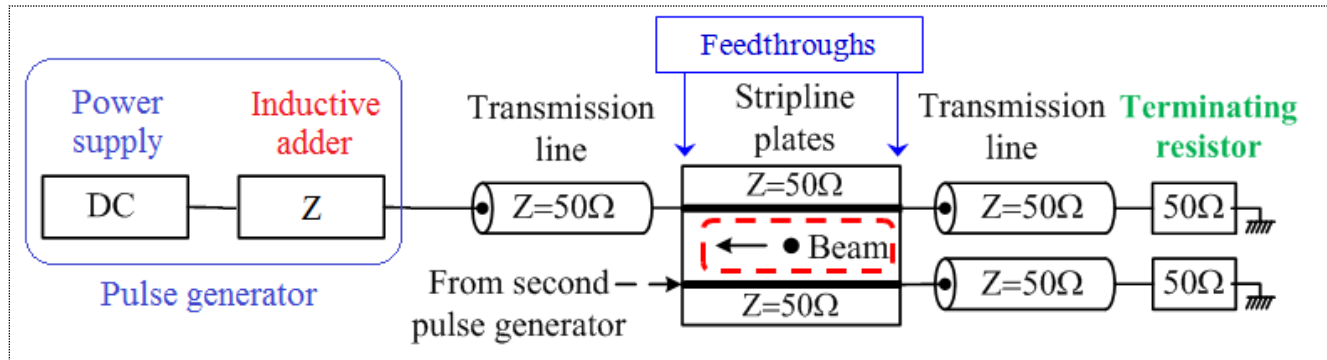 Feedthroughs
Power
supply
Inductive
adder
Transmission
line
Stripline
plates
Transmission
line
Terminating
resistor
DC
Z
Z=50Ω
Z=50Ω
Z=50Ω
50Ω
Beam
Pulse generator
From second
pulse generator
Z=50Ω
Z=50Ω
50Ω